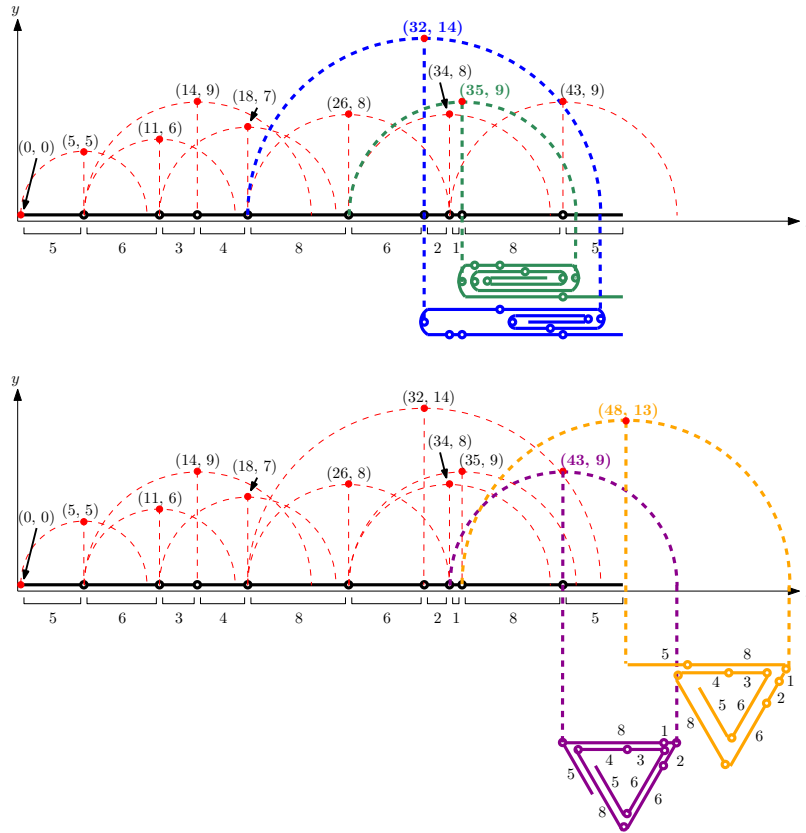 y
(32, 14)
(34, 8)
(14, 9) (18, 7) (26, 8) (35, 9) (43, 9)
(0, 0) (5, 5) (11, 6)
5 6 3 4 8 6 2 1 8 5
y
(32, 14) (48, 13)
(34, 8)
(14, 9) (18, 7) (26, 8) (35, 9) (43, 9)
(0, 0) (5, 5) (11, 6)
5 6 3 4 8 6 2 1 8 5
5 8
4 3 1
5 6 2
8 6
8 1
4 3 2
5 5 6 6
8